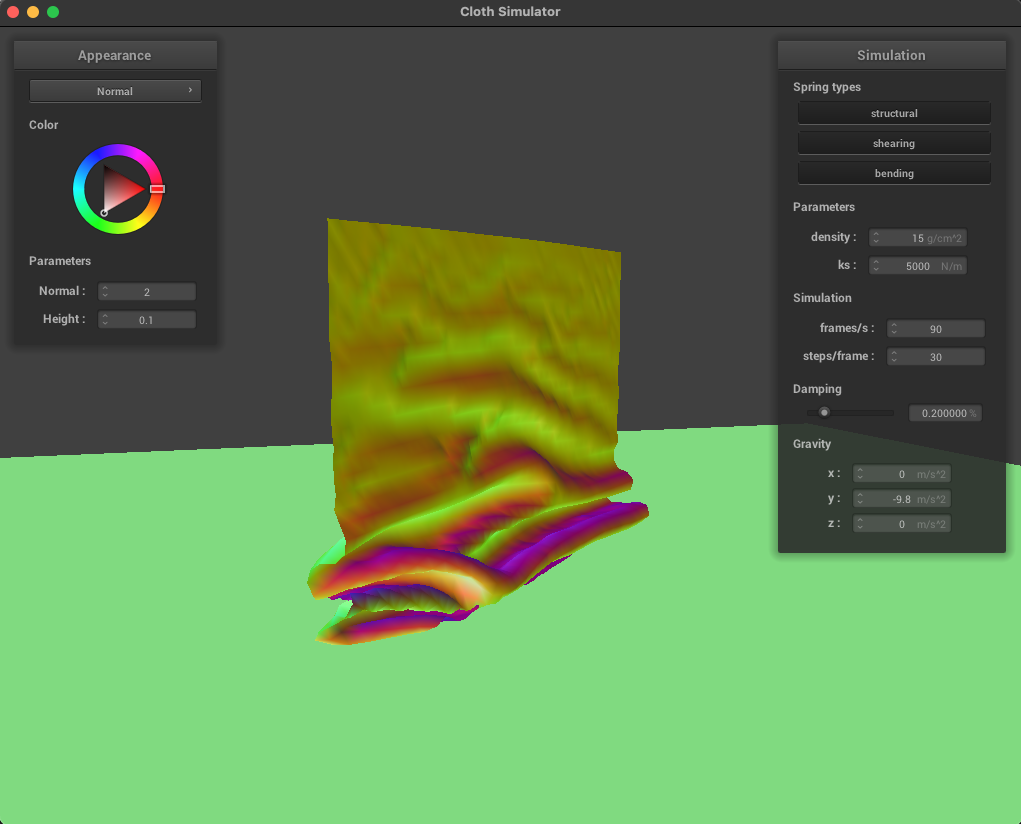 Cloth Simulator
Appearance
Normal
Color
Parameters
Normal : 2
Height : 0.1
Simulation
Spring types
structural
shearing
bending
Parameters
density : 15 g/cm^2
ks : 5000 N/m
Simulation
frames/s : 90
steps/frame : 30
Damping
0.200000 %
Gravity
x : 0 m/s^2
y : -9.8 m/s^2
z : 0 m/s^2